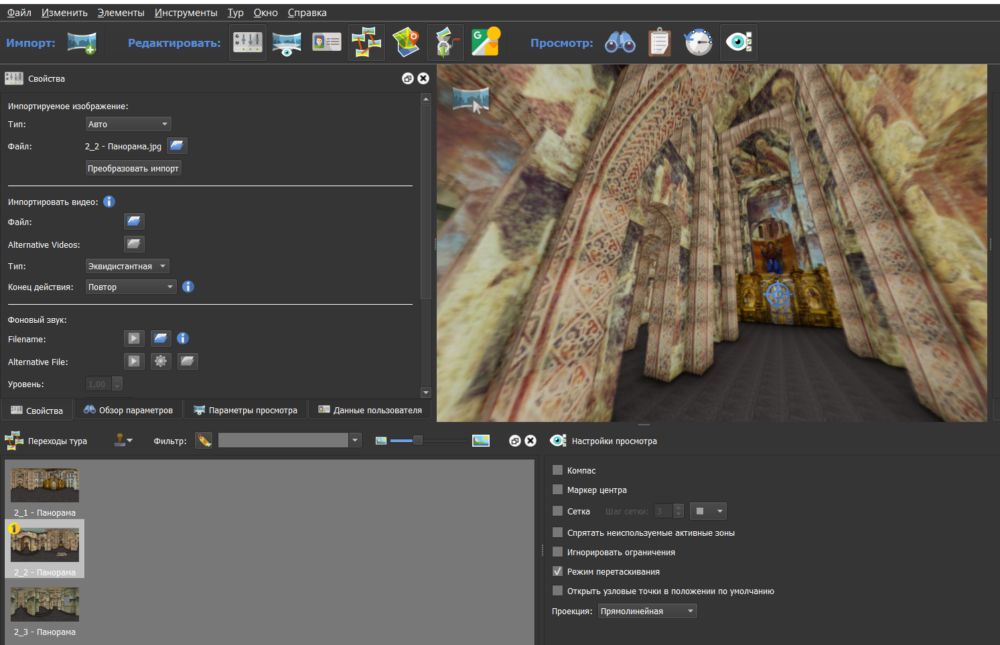 Файл Изменить Элементы Инструменты Тур Окно Справка
Импорт: Редактировать: Просмотр:
Свойства
Импортируемое изображение:
Тип: Авто
Файл: 2_2 - Панорама.jpg
Преобразовать импорт
Импортировать видео:
Файл:
Alternative Videos:
Тип: Эквидистантная
Конец действия: Повтор
Фоновый звук:
Filename:
Alternative File:
Уровень: 1,00
Свойства Обзор параметров Параметры просмотра Данные пользователя
Переходы тура Фильтр:
2_1 - Панорама
1
2_2 - Панорама
2_3 - Панорама
Настройки просмотра
Компас
Маркер центра
Сетка Шаг сетки: 3
Спрятать неиспользуемые активные зоны
Игнорировать ограничения
Режим перетаскивания
Открыть узловые точки в положении по умолчанию
Проекция: Прямолинейная